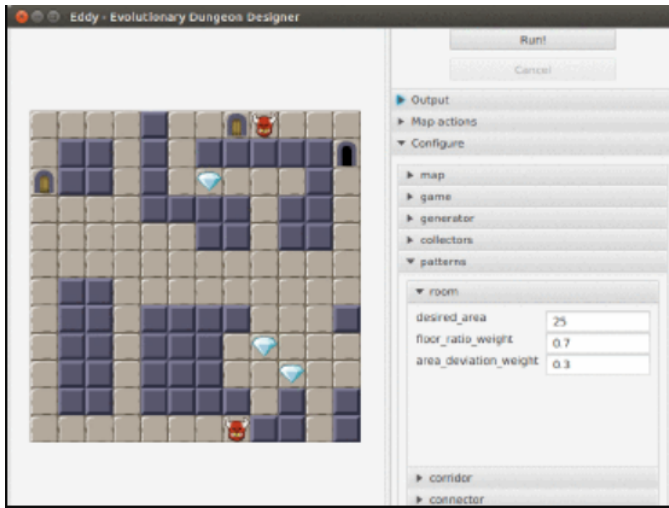 Eddy - Evolutionary Dungeon Designer
Run!
Cancel
Output
Map actions
Configure
map
game
generator
collectors
patterns
room
desired_area 25
floor_ratio_weight 0.7
area_deviation_weight 0.3
corridor
connector